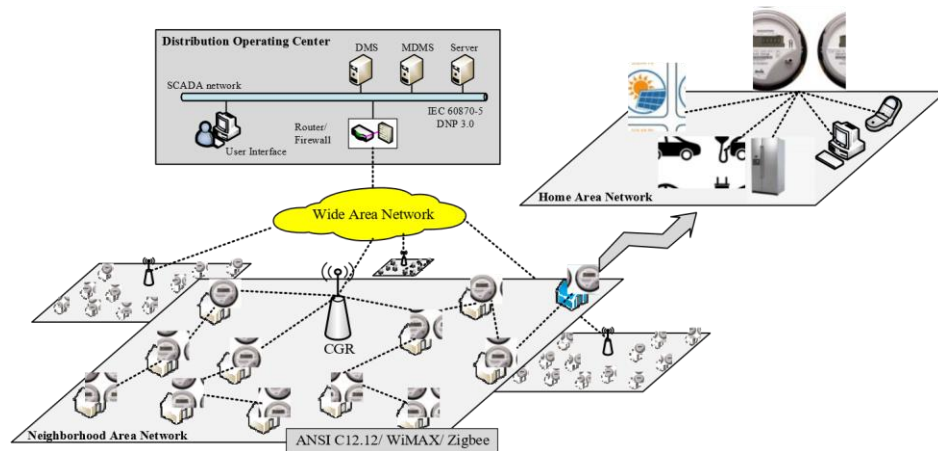 Distribution Operating Center
DMS
MDMS
Server
SCADA network
IEC 60870-5
DNP 3.0
Router/
Firewall
User Interface
Wide Area Network
Home Area Network
CGR
Neighborhood Area Network
ANSI C12.12/ WiMAX/ Zigbee